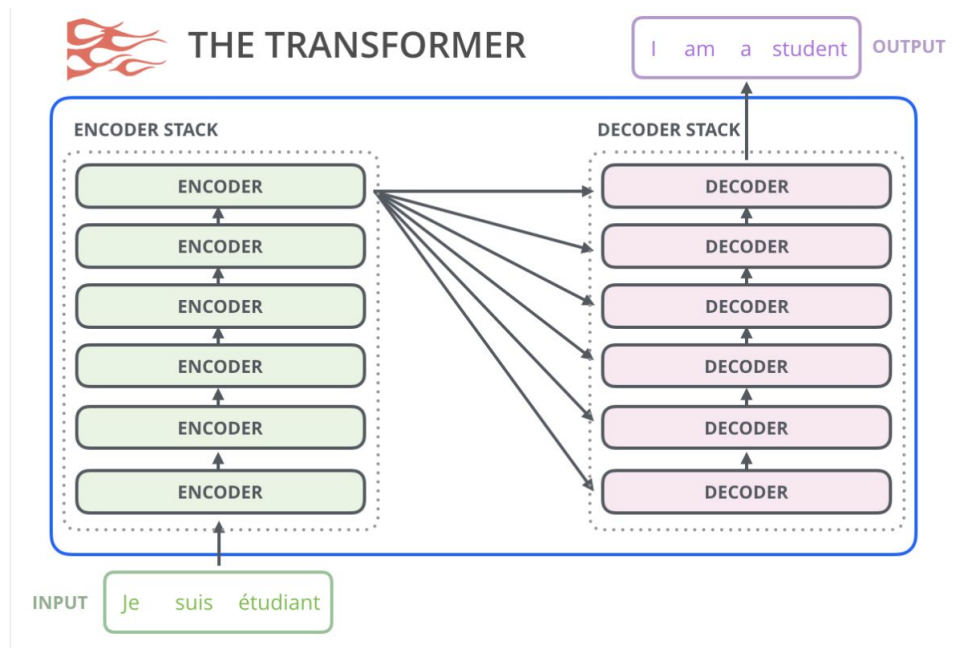 THE TRANSFORMER
I am a student
OUTPUT
ENCODER STACK
ENCODER
ENCODER
ENCODER
ENCODER
ENCODER
ENCODER
DECODER STACK
DECODER
DECODER
DECODER
DECODER
DECODER
DECODER
INPUT
Je suis étudiant